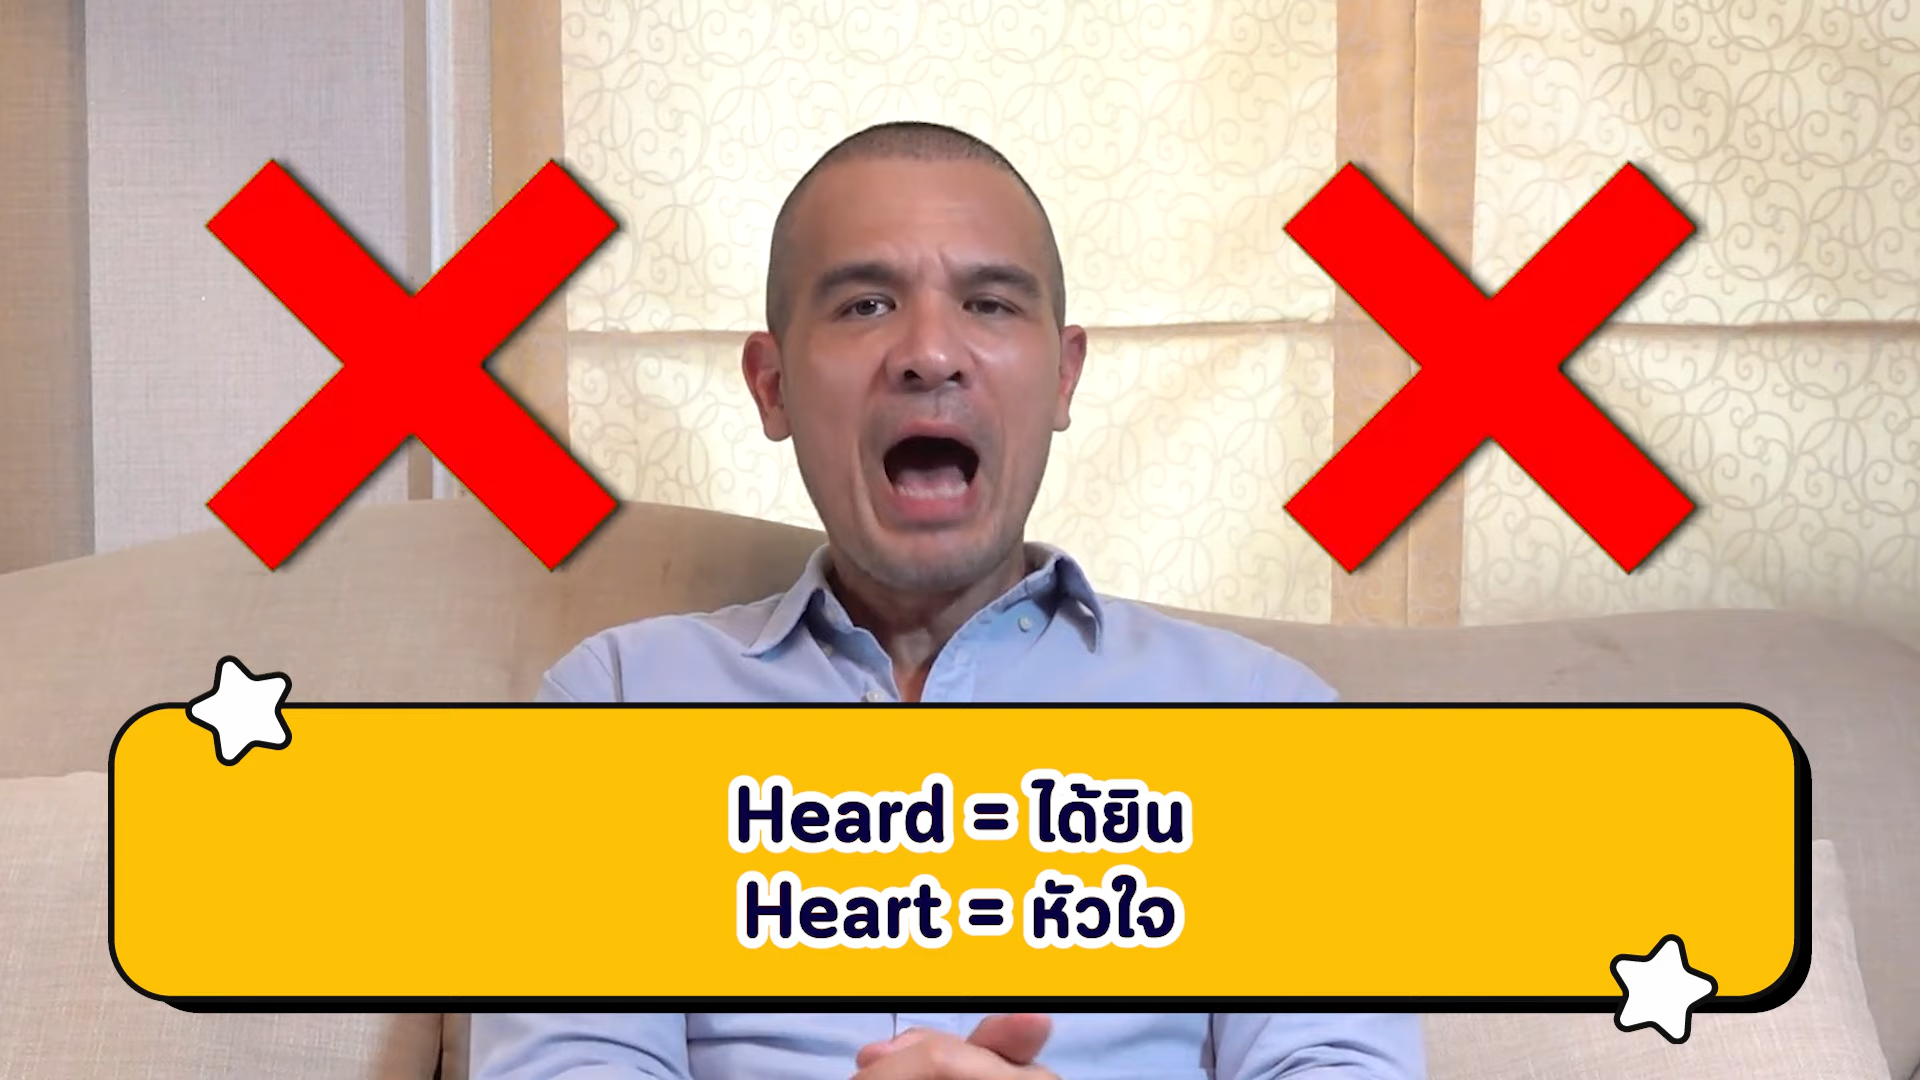 Heard = ได้ยิน
Heart = หัวใจ